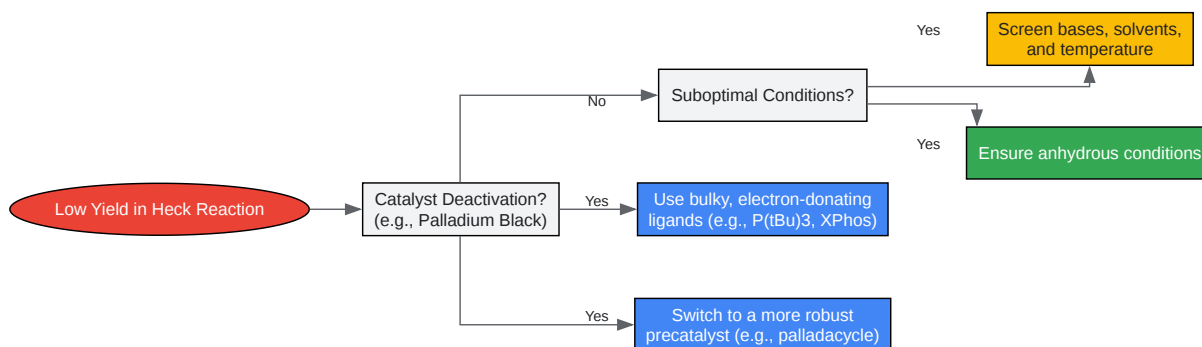 Yes
Screen bases, solvents,
and temperature
No
Suboptimal Conditions?
Yes
Ensure anhydrous conditions
Low Yield in Heck Reaction
Catalyst Deactivation?
(e.g., Palladium Black)
Yes
Use bulky, electron-donating
ligands (e.g., P(tBu)3, XPhos)
Yes
Switch to a more robust
precatalyst (e.g., palladacycle)